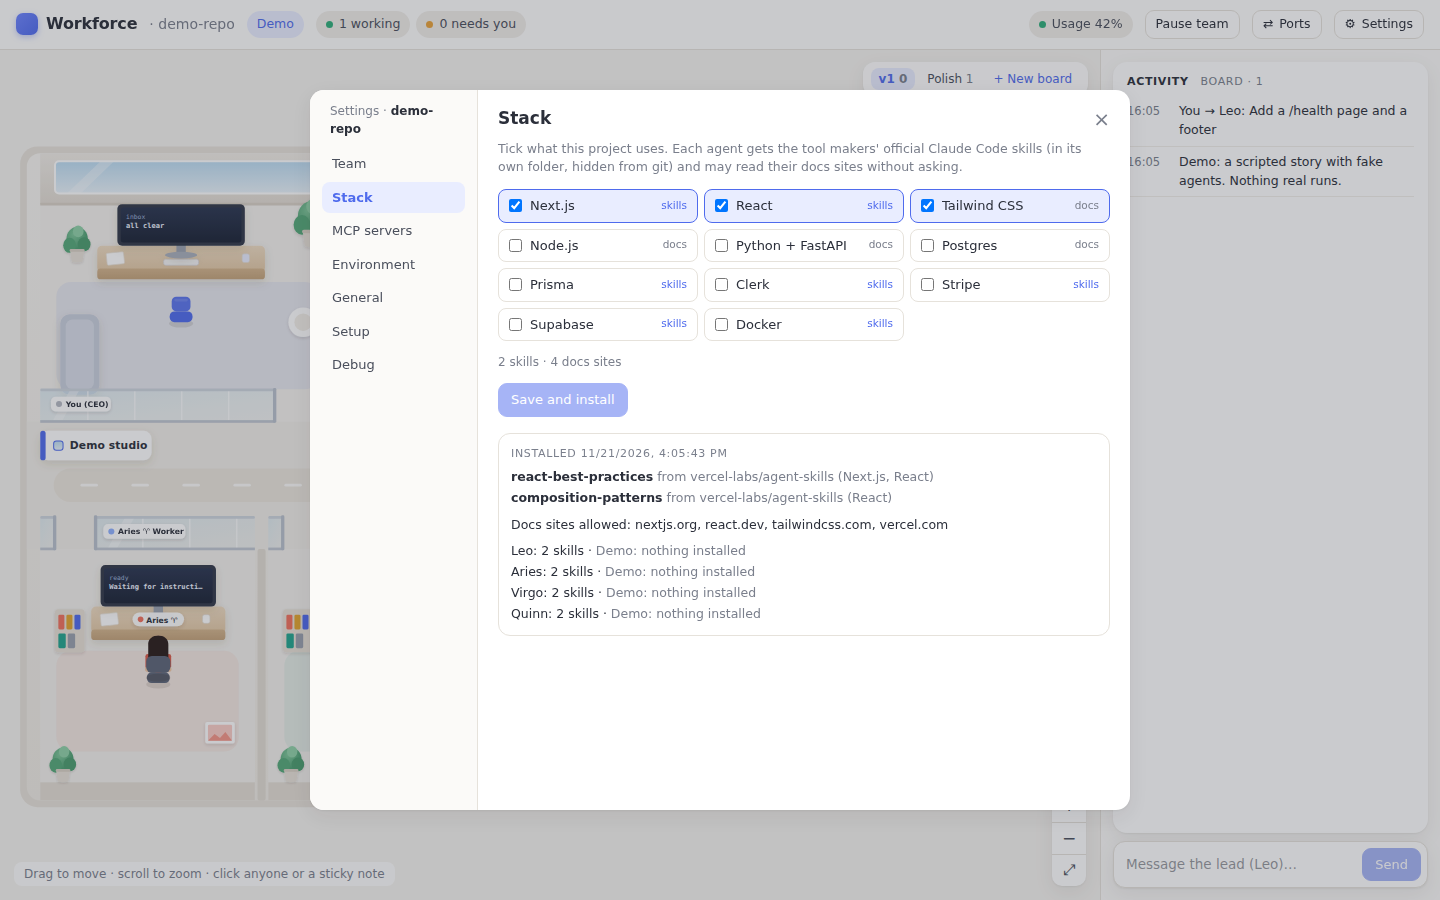 Workforce · demo-repo Demo 1 working 0 needs you Usage 42% Pause team ⇄ Ports ⚙ Settings
v1 0 Polish 1 + New board
ACTIVITY BOARD · 1
16:05 You → Leo: Add a /health page and a
footer
16:05 Demo: a scripted story with fake
agents. Nothing real runs.
Settings · demo-
repo
Team
Stack
MCP servers
Environment
General
Setup
Debug
Stack
×
Tick what this project uses. Each agent gets the tool makers' official Claude Code skills (in its
own folder, hidden from git) and may read their docs sites without asking.
Next.js skills React skills Tailwind CSS docs
Node.js docs Python + FastAPI docs Postgres docs
Prisma skills Clerk skills Stripe skills
Supabase skills Docker skills
2 skills · 4 docs sites
Save and install
INSTALLED 11/21/2026, 4:05:43 PM
react-best-practices from vercel-labs/agent-skills (Next.js, React)
composition-patterns from vercel-labs/agent-skills (React)
Docs sites allowed: nextjs.org, react.dev, tailwindcss.com, vercel.com
Leo: 2 skills · Demo: nothing installed
Aries: 2 skills · Demo: nothing installed
Virgo: 2 skills · Demo: nothing installed
Quinn: 2 skills · Demo: nothing installed
inbox
all clear
You (CEO)
Demo studio
Aries ♈ Worker
ready
Waiting for instructi…
Aries ♈
Drag to move · scroll to zoom · click anyone or a sticky note
−
Message the lead (Leo)… Send